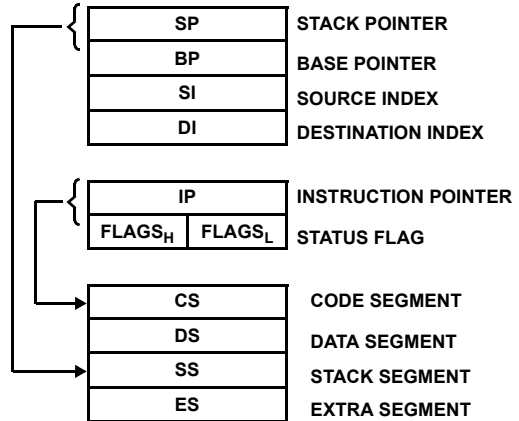 SP STACK POINTER
BP BASE POINTER
SI SOURCE INDEX
DI DESTINATION INDEX
IP INSTRUCTION POINTER
FLAGSH FLAGSL STATUS FLAG
CS CODE SEGMENT
DS DATA SEGMENT
SS STACK SEGMENT
ES EXTRA SEGMENT